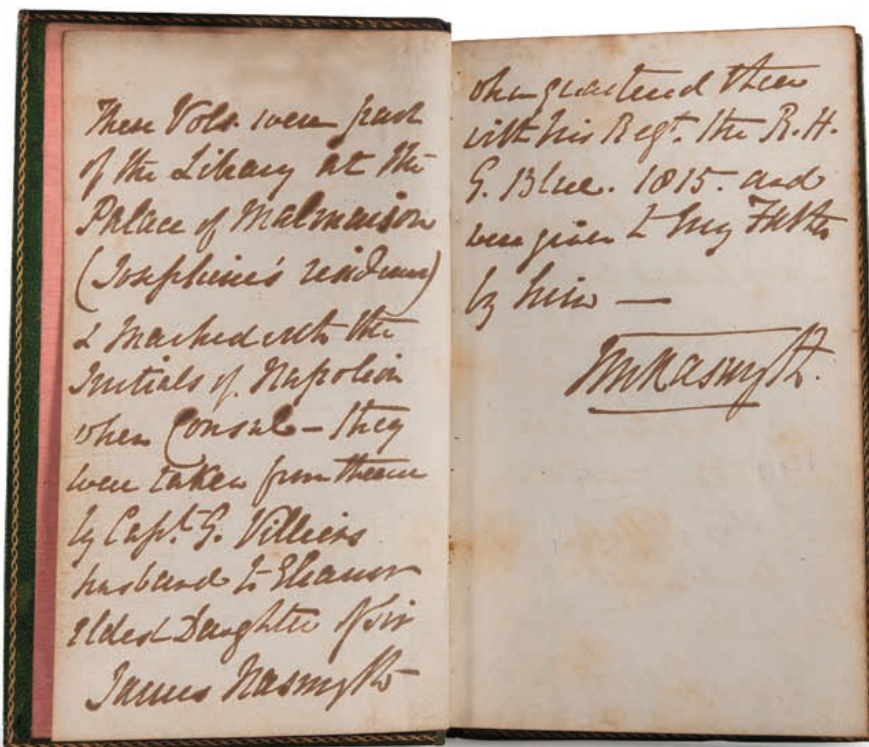 These Vols. were part
of the Library at the
Palace of Malmaison
(Josephine's residence)
& marked with the
Initials of Napoleon
when Consul – they
were taken from thence
by Capt. G. Villiers
husband to Eleanor
eldest Daughter of Sir
James Nasmyth
when quartered there
with his Regt. the R. H.
G. Blue. 1815. and
were given to my Father
by him —
Nasmyth.